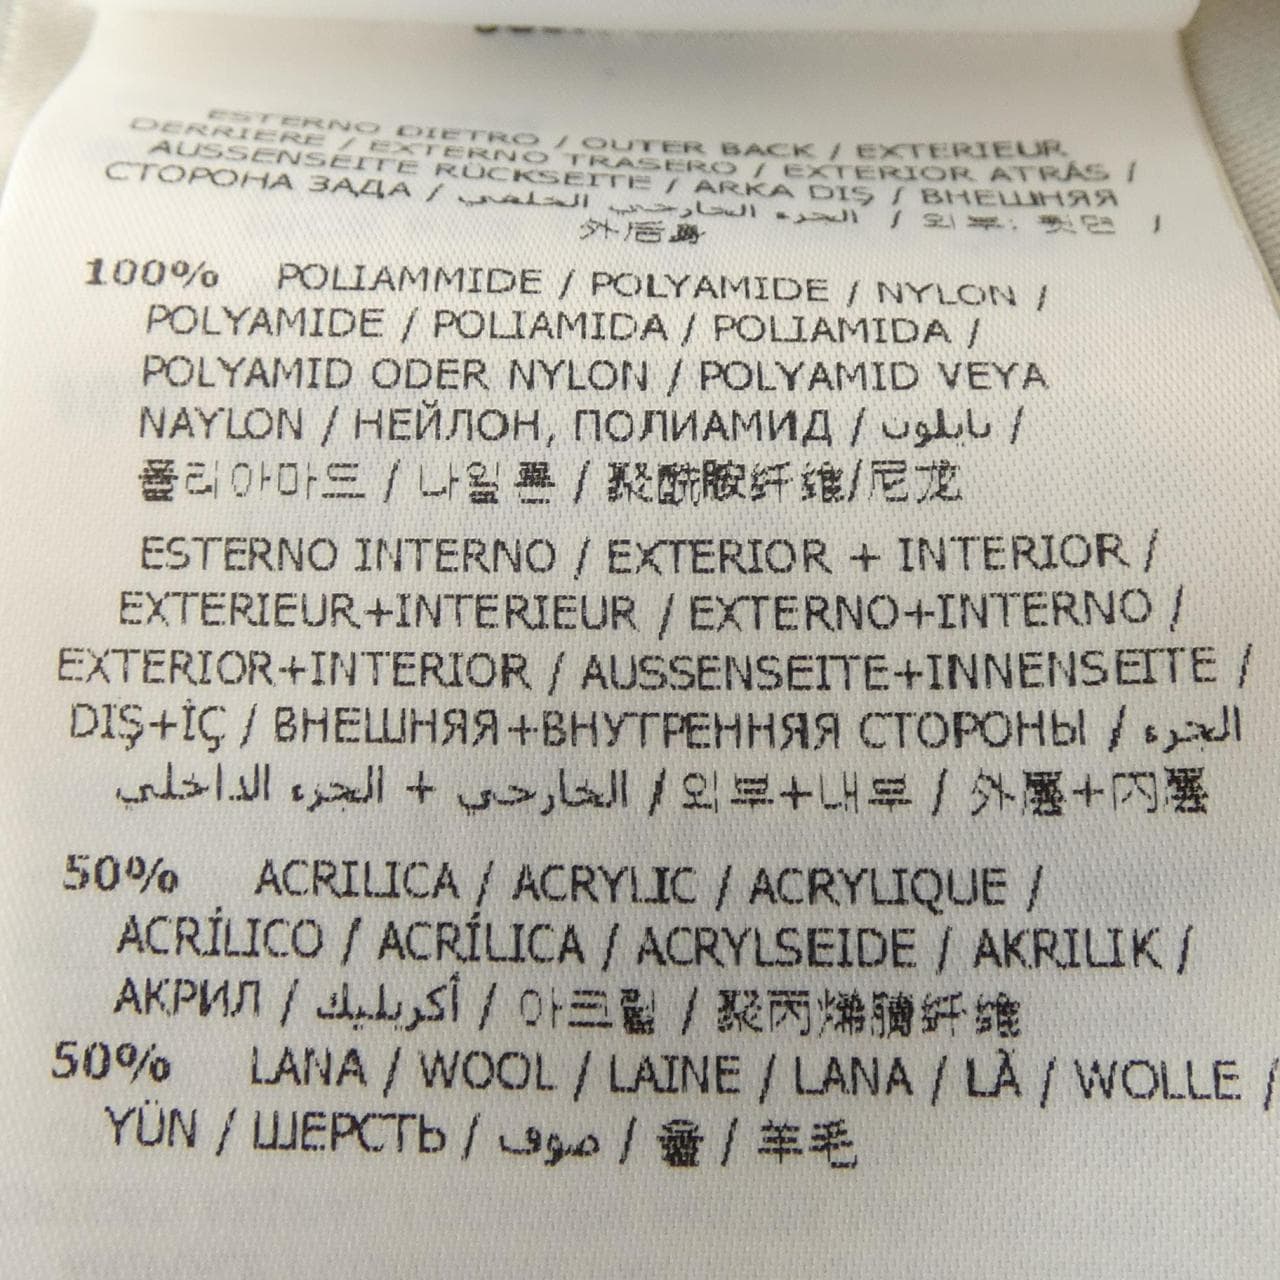 ESTERNO DIETRO / OUTER BACK / EXTERIEUR
DERRIERE / EXTERNO TRASERO / EXTERIOR ATRÁS /
AUSSENSEITE RÜCKSEITE / ARKA DIŞ / ВНЕШНЯЯ
СТОРОНА ЗАДА / الجزء الخارجي الخلفي / 외부: 뒷면 /
外后身
100% POLIAMMIDE / POLYAMIDE / NYLON /
POLYAMIDE / POLIAMIDA / POLIAMIDA /
POLYAMID ODER NYLON / POLYAMID VEYA
NAYLON / НЕЙЛОН, ПОЛИАМИД / نايلون /
폴리아마드 / 나일론 / 聚酰胺纤维/尼龙
ESTERNO INTERNO / EXTERIOR + INTERIOR /
EXTERIEUR+INTERIEUR / EXTERNO+INTERNO /
EXTERIOR+INTERIOR / AUSSENSEITE+INNENSEITE /
DIŞ+İÇ / ВНЕШНЯЯ+ВНУТРЕННЯЯ СТОРОНЫ / الجزء
الخارجي + الجزء الداخلي / 외부+내부 / 外层+内层
50% ACRILICA / ACRYLIC / ACRYLIQUE /
ACRÍLICO / ACRÍLICA / ACRYLSEIDE / AKRILIK /
АКРИЛ / أكريليك / 아크릴 / 聚丙烯腈纤维
50% LANA / WOOL / LAINE / LANA / LÃ / WOLLE /
YÜN / ШЕРСТЬ / صوف / 울 / 羊毛